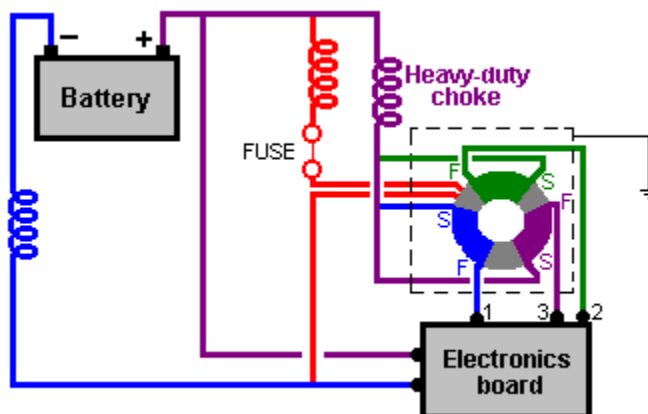 − +
Battery
Heavy-duty
choke
FUSE
F
S
F
S
F
S
1 3 2
Electronics
board